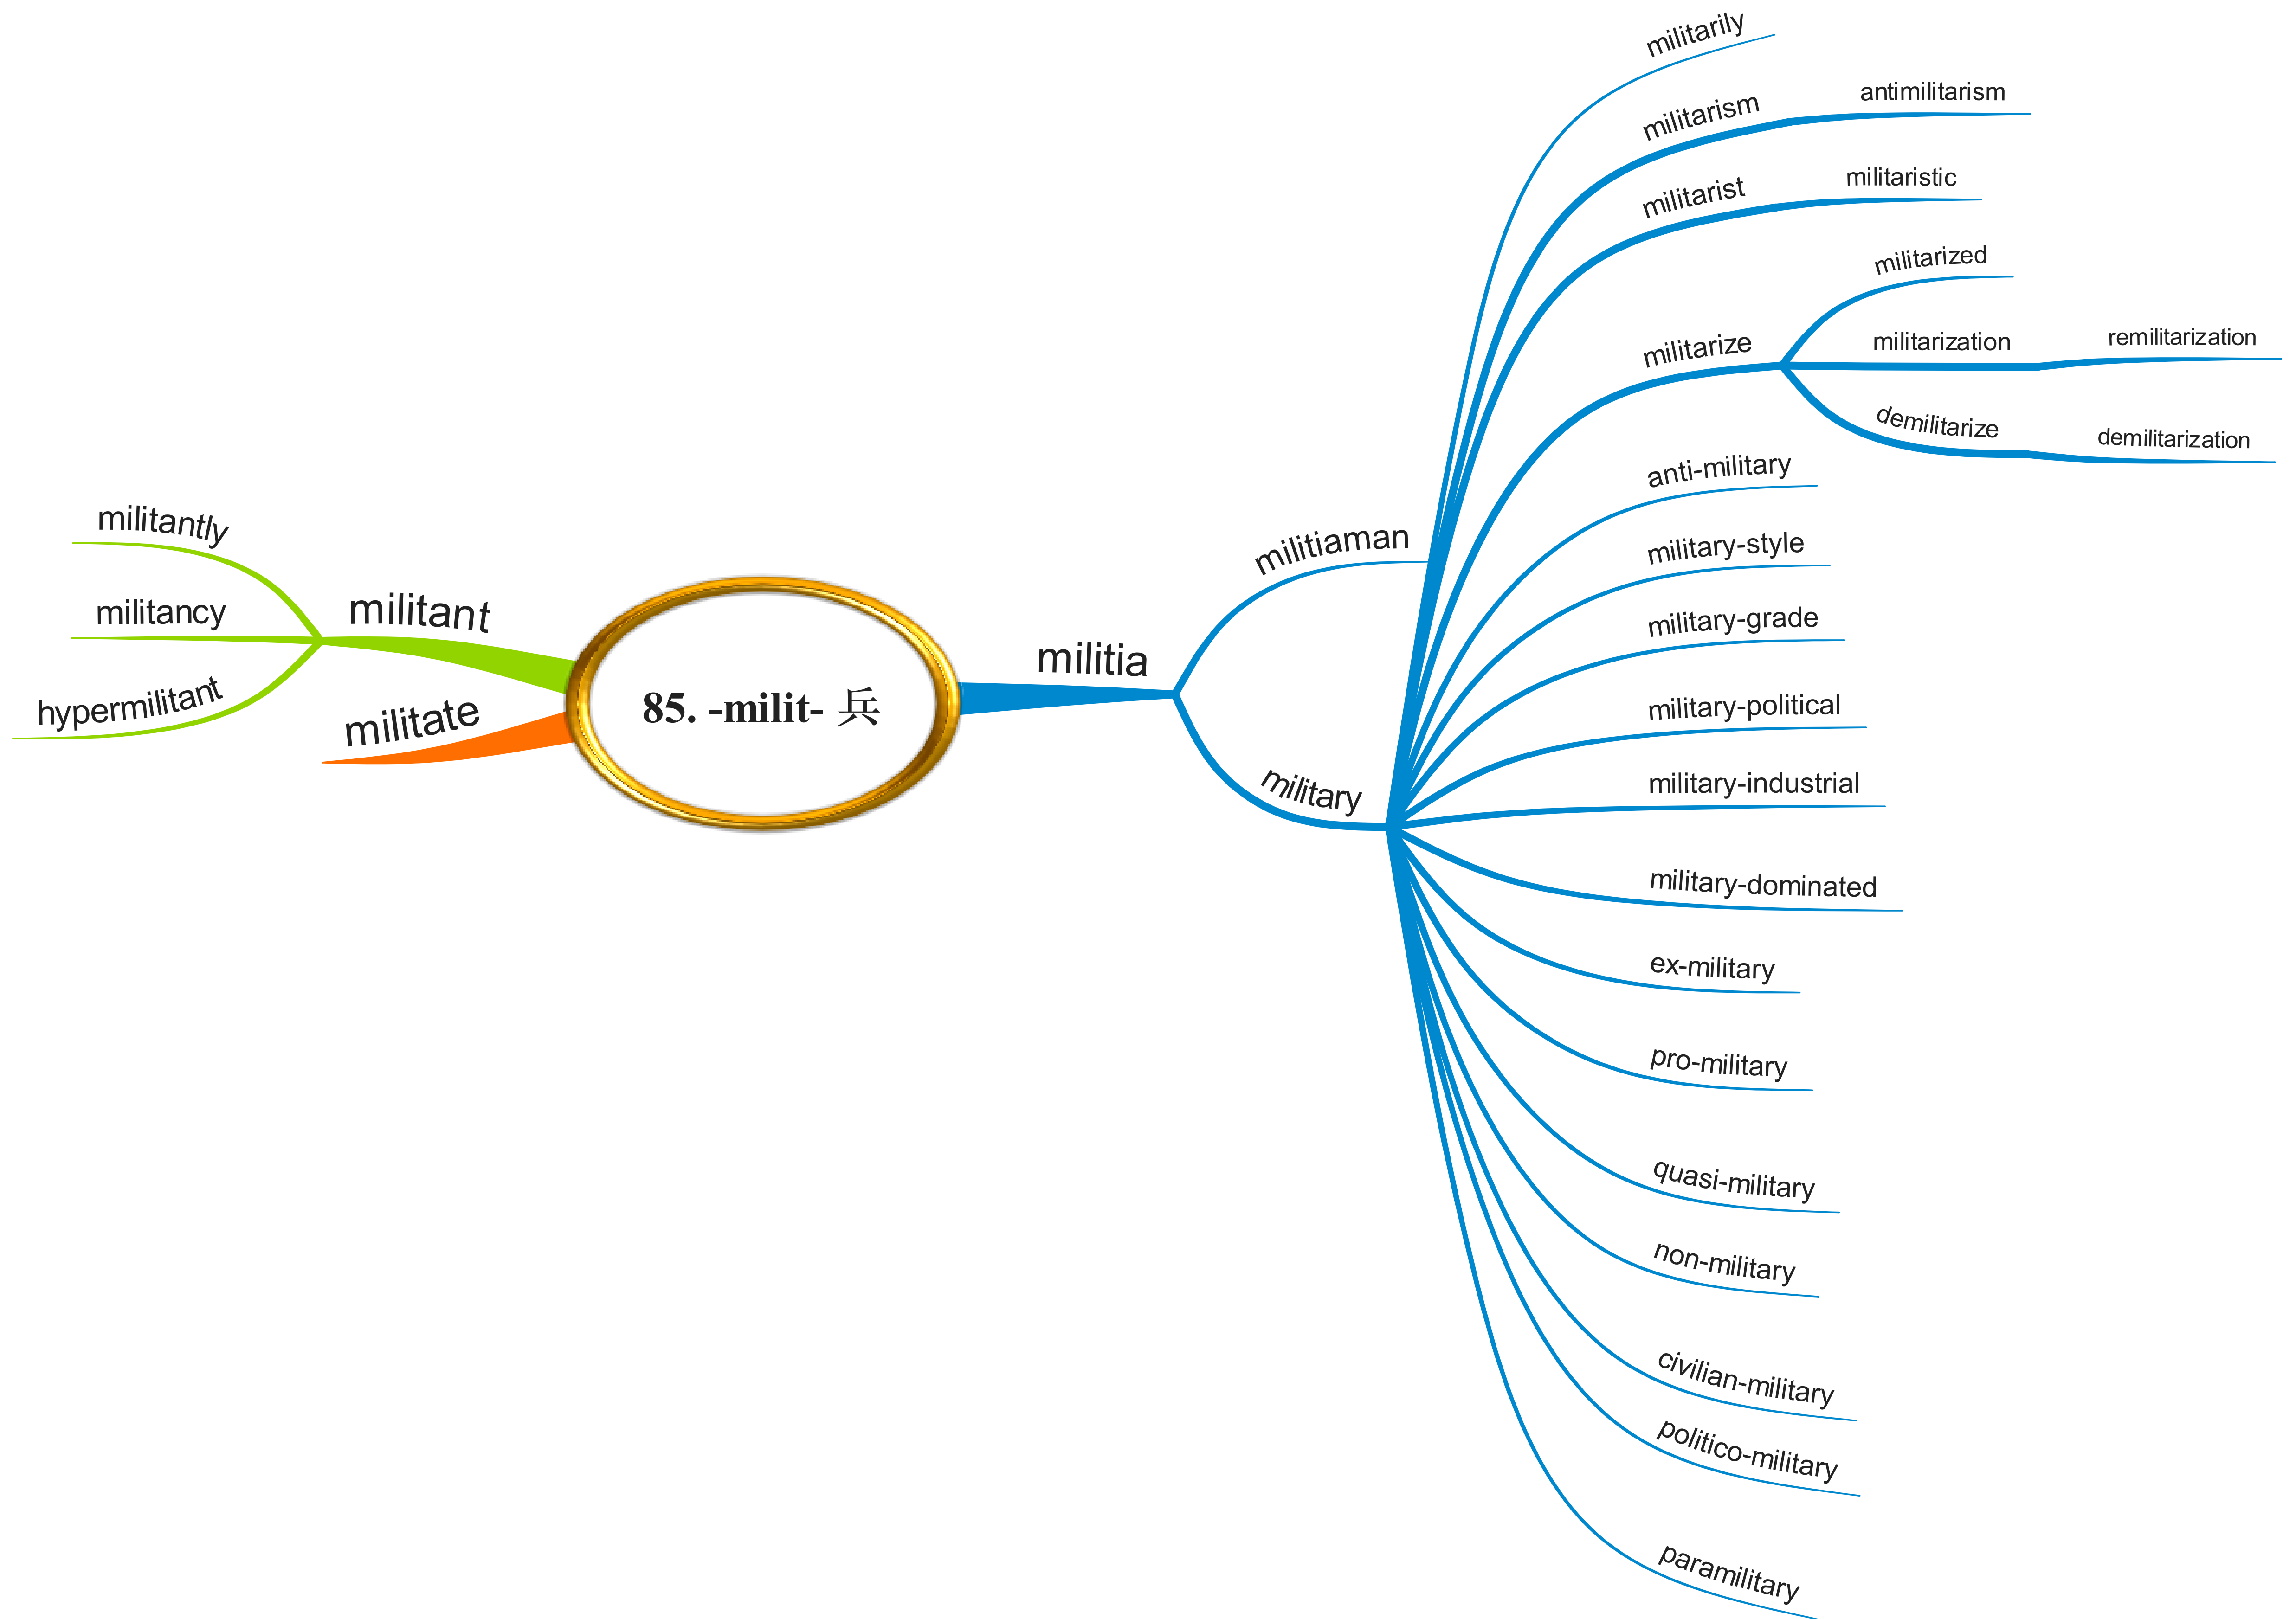 85. -milit- 兵
militia
militiaman
military
militarily
militarism
antimilitarism
militarist
militaristic
militarize
militarized
militarization
remilitarization
demilitarize
demilitarization
anti-military
military-style
military-grade
military-political
military-industrial
military-dominated
ex-military
pro-military
quasi-military
non-military
civilian-military
politico-military
paramilitary
militant
militantly
militancy
hypermilitant
militate